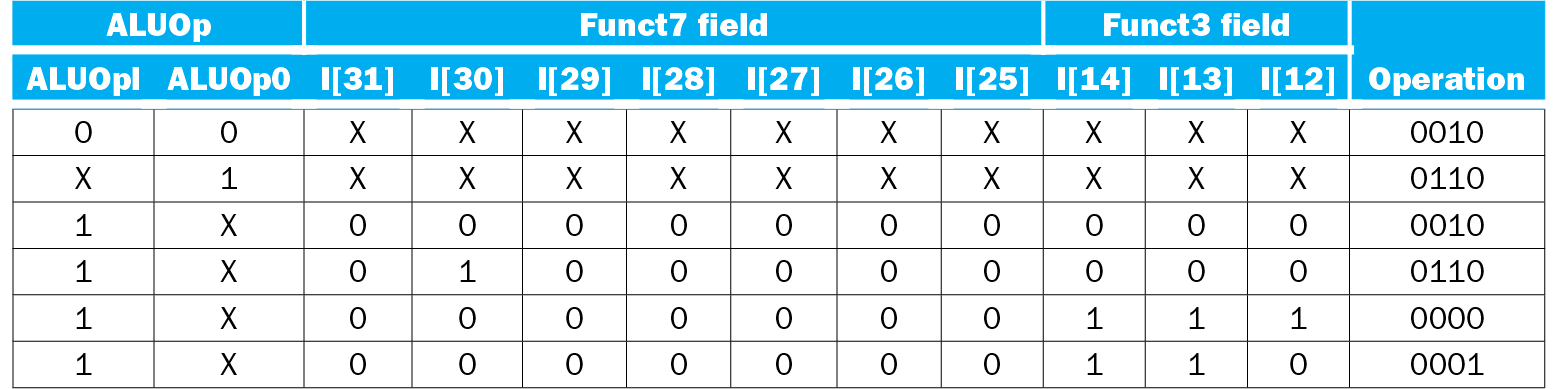 ALUOp Funct7 field Funct3 field
ALUOpl ALUOp0 I[31] I[30] I[29] I[28] I[27] I[26] I[25] I[14] I[13] I[12] Operation
0 0 X X X X X X X X X X 0010
X 1 X X X X X X X X X X 0110
1 X 0 0 0 0 0 0 0 0 0 0 0010
1 X 0 1 0 0 0 0 0 0 0 0 0110
1 X 0 0 0 0 0 0 0 1 1 1 0000
1 X 0 0 0 0 0 0 0 1 1 0 0001